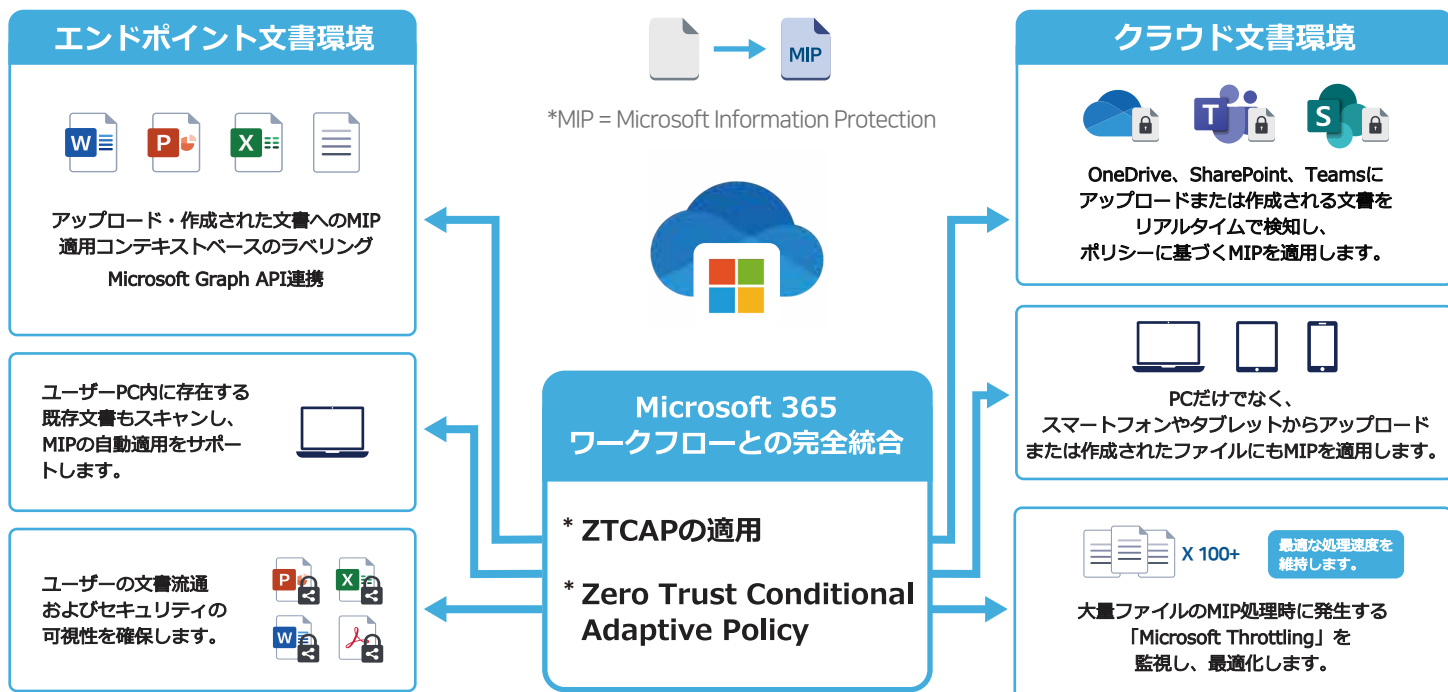 エンドポイント文書環境
W
P
X
アップロード・作成された文書へのMIP
適用コンテキストベースのラベリング
Microsoft Graph API連携
ユーザーPC内に存在する
既存文書もスキャンし、
MIPの自動適用をサポー
トします。
ユーザーの文書流通
およびセキュリティの
可視性を確保します。
P
X
W
MIP
*MIP = Microsoft Information Protection
Microsoft 365
ワークフローとの完全統合
* ZTCAPの適用
* Zero Trust Conditional
Adaptive Policy
クラウド文書環境
T
S
OneDrive、SharePoint、Teamsに
アップロードまたは作成される文書を
リアルタイムで検知し、
ポリシーに基づくMIPを適用します。
PCだけでなく、
スマートフォンやタブレットからアップロード
または作成されたファイルにもMIPを適用します。
X 100+
最適な処理速度を
維持します。
大量ファイルのMIP処理時に発生する
「Microsoft Throttling」を
監視し、最適化します。